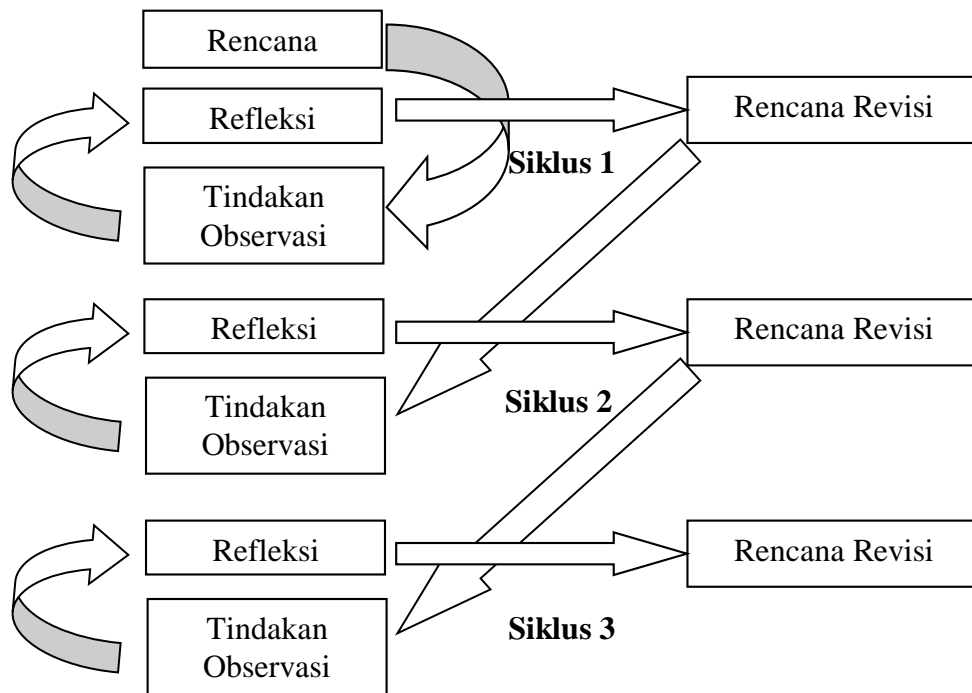 Rencana
Refleksi
Rencana Revisi
Siklus 1
Tindakan
Observasi
Refleksi
Rencana Revisi
Siklus 2
Tindakan
Observasi
Refleksi
Rencana Revisi
Siklus 3
Tindakan
Observasi